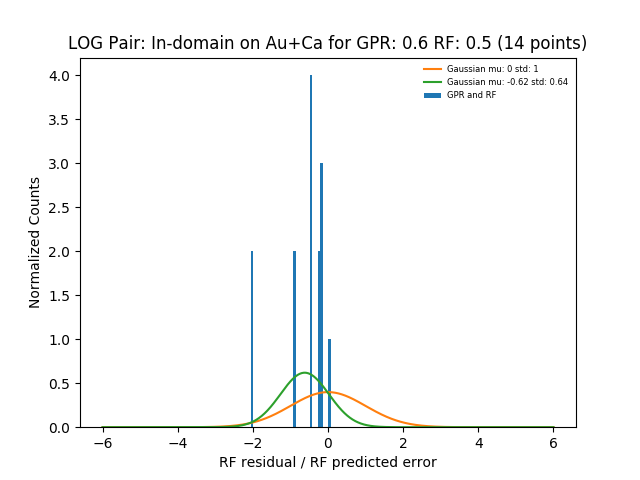 LOG Pair: In-domain on Au+Ca for GPR: 0.6 RF: 0.5 (14 points)
Gaussian mu: 0 std: 1
Gaussian mu: -0.62 std: 0.64
GPR and RF
Normalized Counts
4.0
3.5
3.0
2.5
2.0
1.5
1.0
0.5
0.0
−6 −4 −2 0 2 4 6
RF residual / RF predicted error